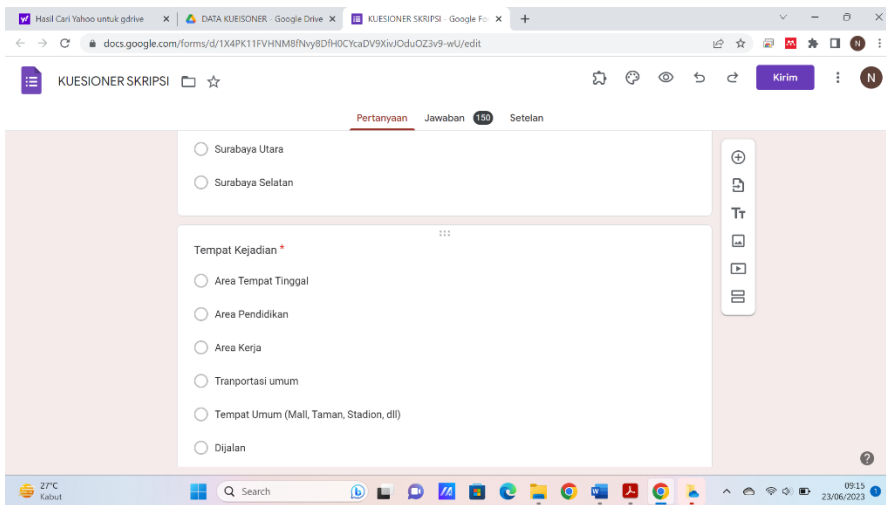 Hasil Cari Yahoo untuk gdrive
DATA KUEISONER - Google Drive
KUESIONER SKRIPSI - Google Fo
docs.google.com/forms/d/1X4PK11FVHNM8fNvy8DfH0CYcaDV9XivJOduOZ3v9-wU/edit
KUESIONER SKRIPSI
Kirim
N
Pertanyaan Jawaban 150 Setelan
Surabaya Utara
Surabaya Selatan
Tempat Kejadian *
Area Tempat Tinggal
Area Pendidikan
Area Kerja
Tranportasi umum
Tempat Umum (Mall, Taman, Stadion, dll)
Dijalan
27°C
Kabut
Search
09:15
23/06/2023